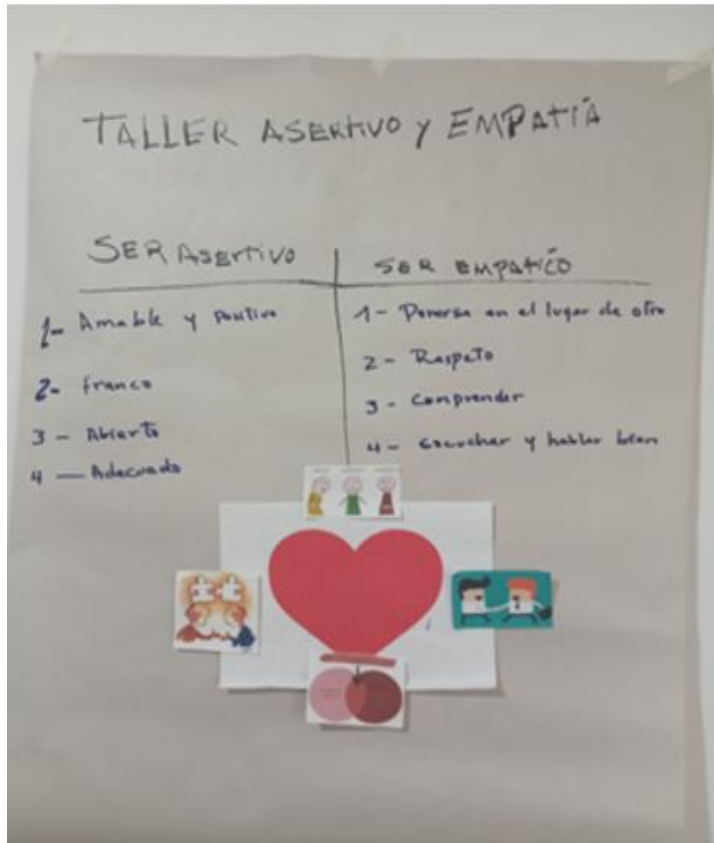 TALLER ASERTIVO y EMPATÍA
SER ASERTIVO
SER EMPATICO
1- Amable y Positivo
2- franco
3 - Abierto
4 — Adecuado
1- Ponerse en el lugar de otro
2 - Respeto
3 - Comprender
4 - Escuchar y hablar bien